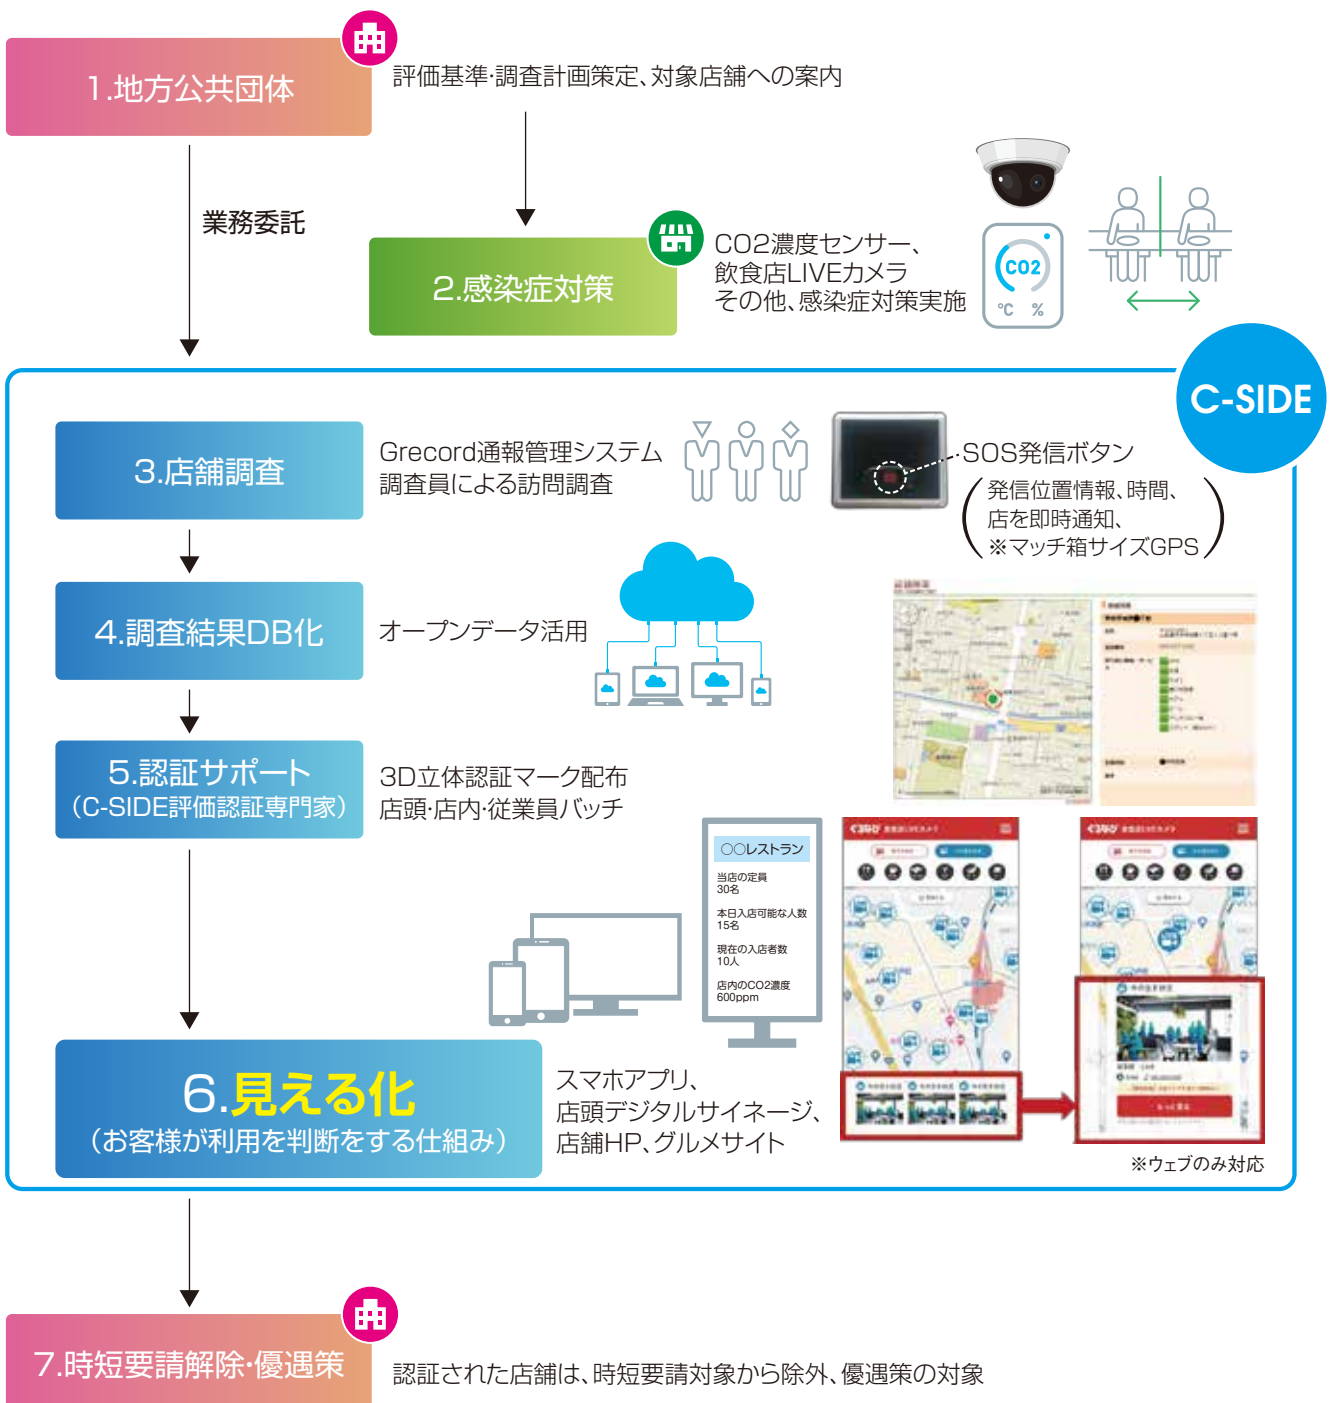 1.地方公共団体
評価基準・調査計画策定、対象店舗への案内
業務委託
2.感染症対策
CO2濃度センサー、
飲食店LIVEカメラ
その他、感染症対策実施
CO2
℃ %
C-SIDE
3.店舗調査
Grecord通報管理システム
調査員による訪問調査
SOS発信ボタン
発信位置情報、時間、
店を即時通知、
※マッチ箱サイズGPS
4.調査結果DB化
オープンデータ活用
5.認証サポート
(C-SIDE評価認証専門家)
3D立体認証マーク配布
店頭・店内・従業員バッチ
○○レストラン
当店の定員
30名
本日入店可能な人数
15名
現在の入店者数
10人
店内のCO2濃度
600ppm
6.見える化
(お客様が利用を判断をする仕組み)
スマホアプリ、
店頭デジタルサイネージ、
店舗HP、グルメサイト
※ウェブのみ対応
7.時短要請解除・優遇策
認証された店舗は、時短要請対象から除外、優遇策の対象